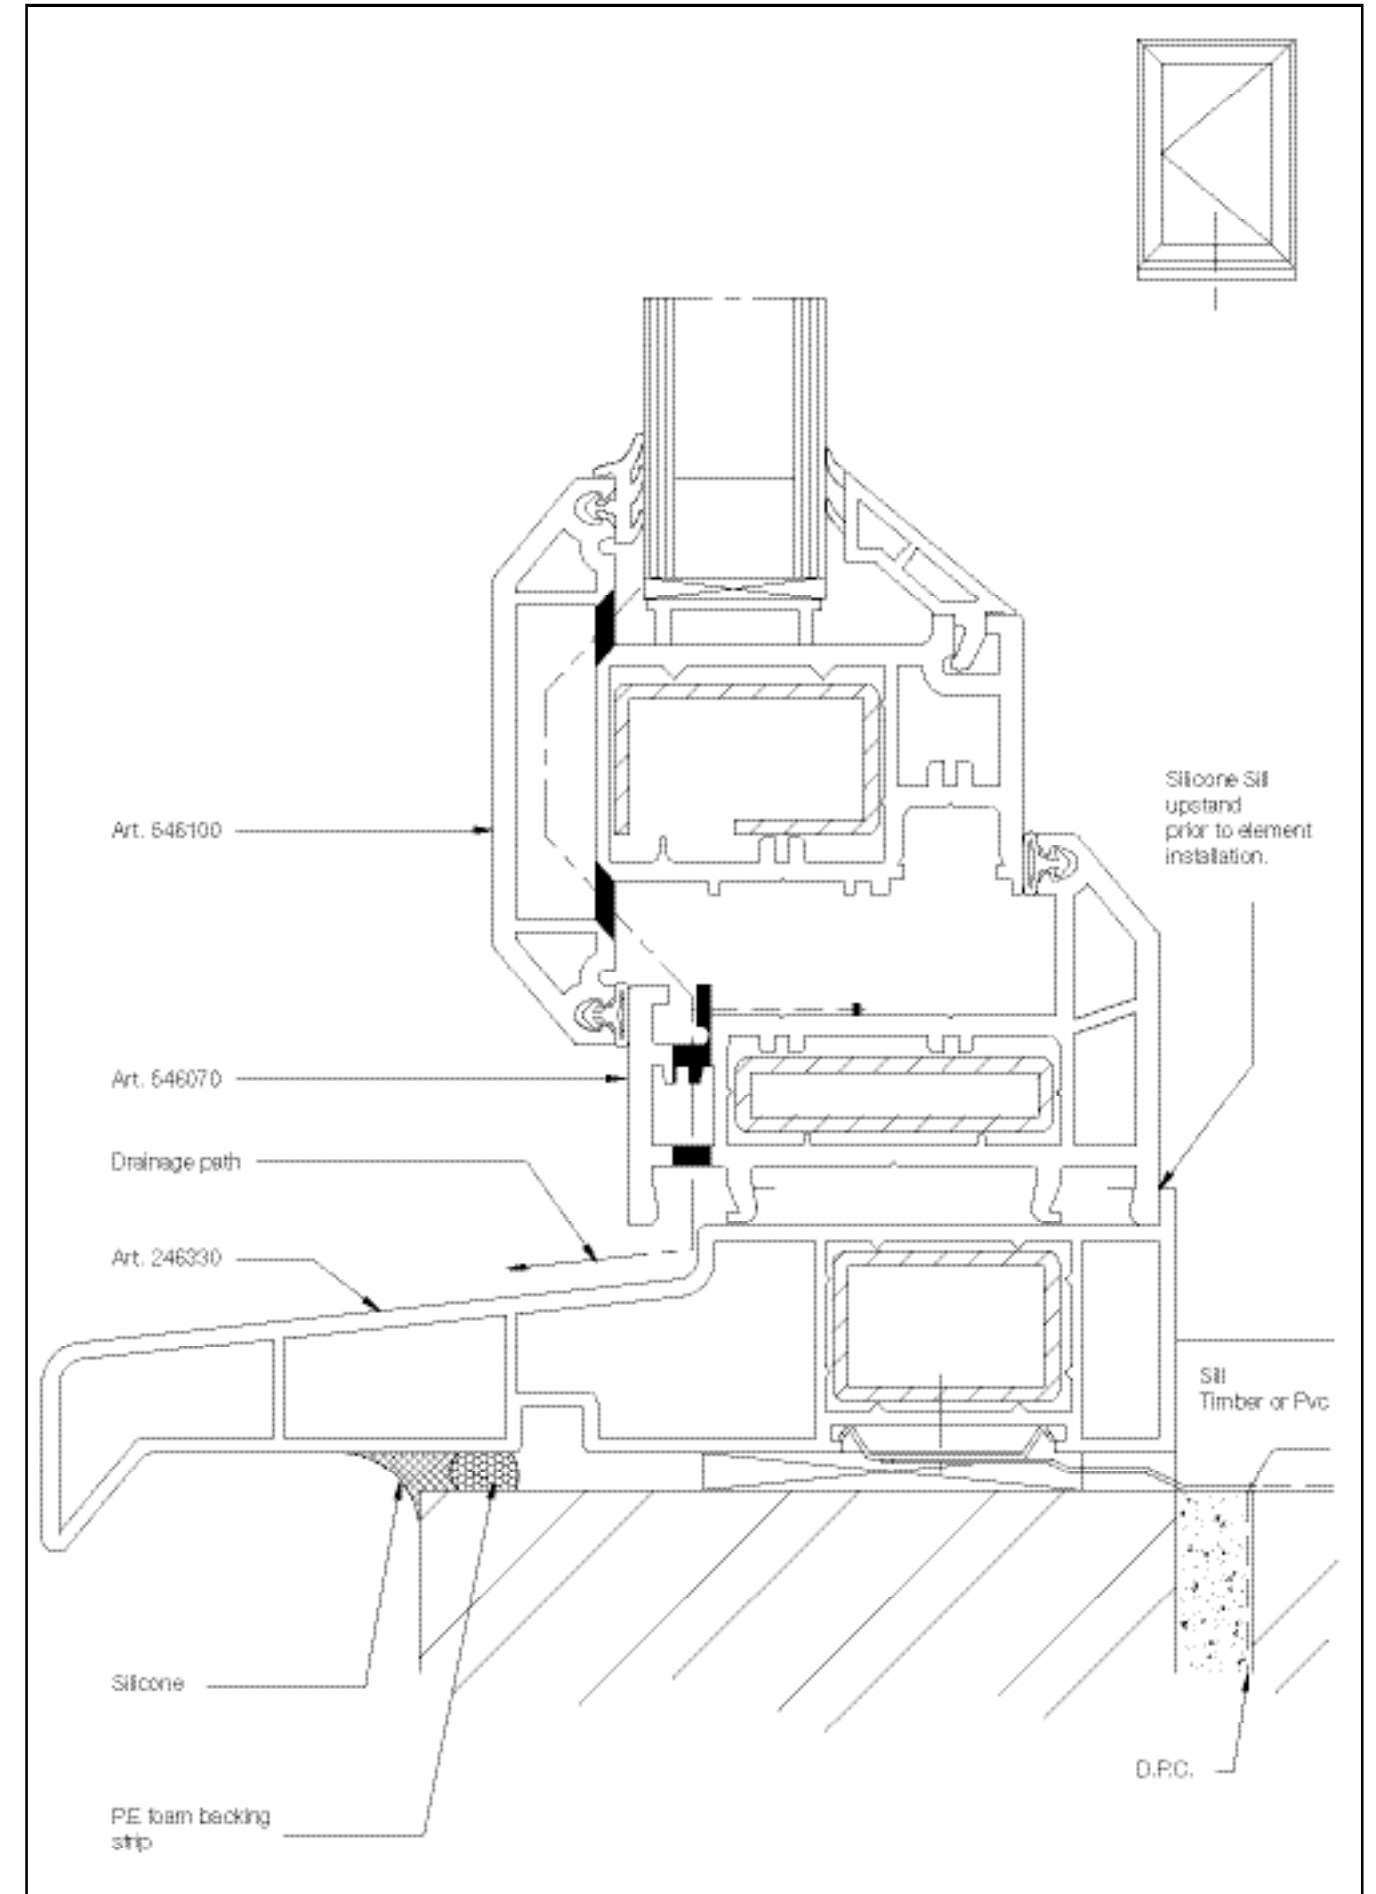 Silicone Sill
upstand
prior to element
installation.
Art. 546100
Art. 546070
Drainage path
Art. 246330
Sill
Timber or Pvc
Silicone
D.P.C.
P.E foam backing
strip